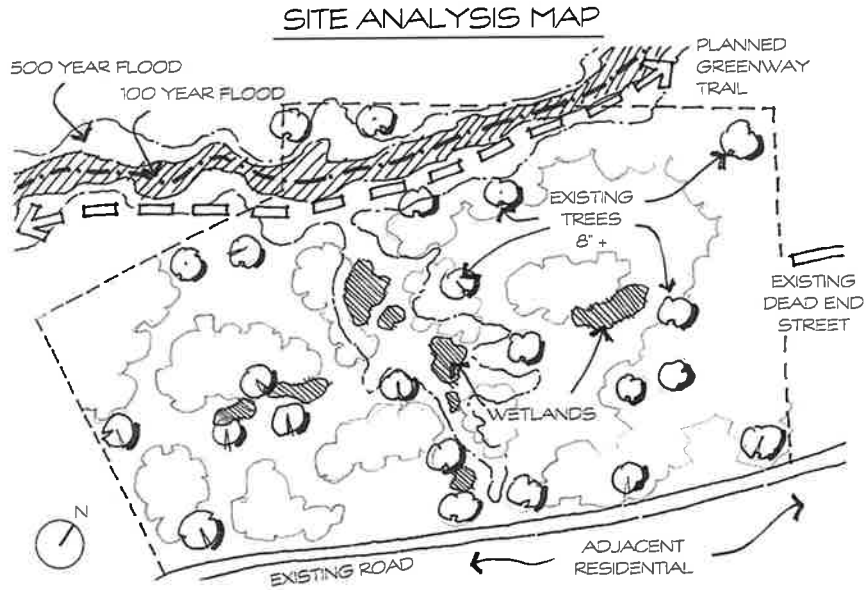 SITE ANALYSIS MAP
500 YEAR FLOOD
100 YEAR FLOOD
PLANNED
GREENWAY
TRAIL
EXISTING
TREES
8" +
EXISTING
DEAD END
STREET
WETLANDS
N
EXISTING ROAD
ADJACENT
RESIDENTIAL